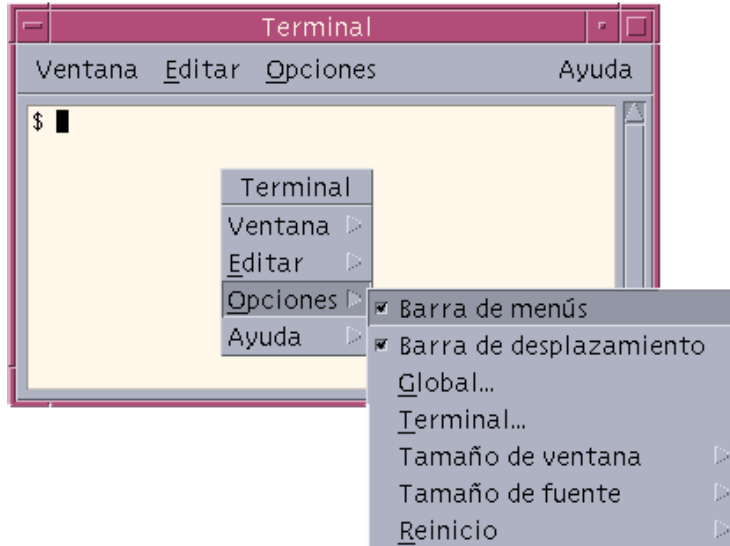 Terminal
Ventana Editar Opciones Ayuda
$
Terminal
Ventana
Editar
Opciones
Ayuda
Barra de menús
Barra de desplazamiento
Global...
Terminal...
Tamaño de ventana
Tamaño de fuente
Reinicio